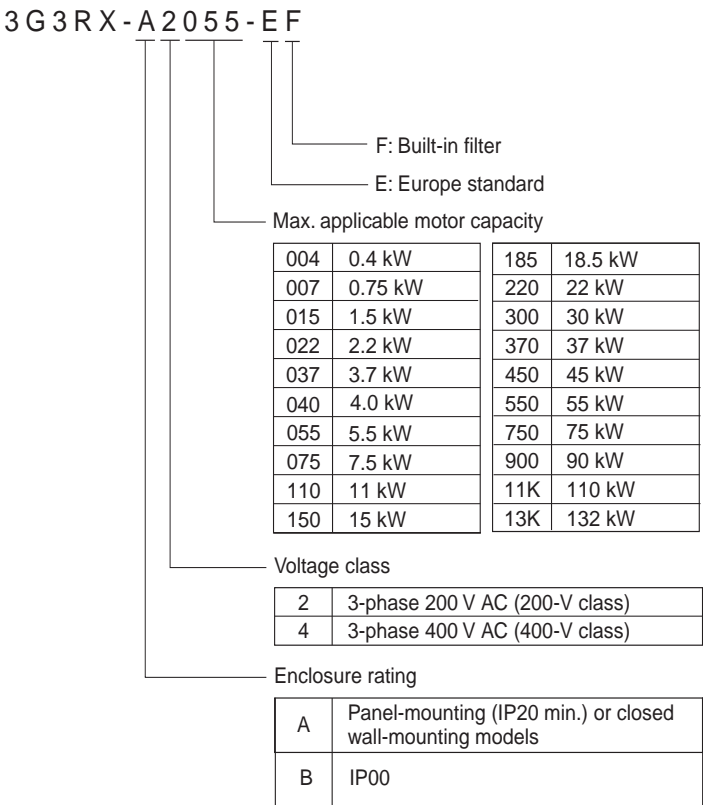 3G3RX-A2055-EF
F: Built-in filter
E: Europe standard
Max. applicable motor capacity
004 0.4 kW 185 18.5 kW
007 0.75 kW 220 22 kW
015 1.5 kW 300 30 kW
022 2.2 kW 370 37 kW
037 3.7 kW 450 45 kW
040 4.0 kW 550 55 kW
055 5.5 kW 750 75 kW
075 7.5 kW 900 90 kW
110 11 kW 11K 110 kW
150 15 kW 13K 132 kW
Voltage class
2 3-phase 200 V AC (200-V class)
4 3-phase 400 V AC (400-V class)
Enclosure rating
A Panel-mounting (IP20 min.) or closed
wall-mounting models
B IP00